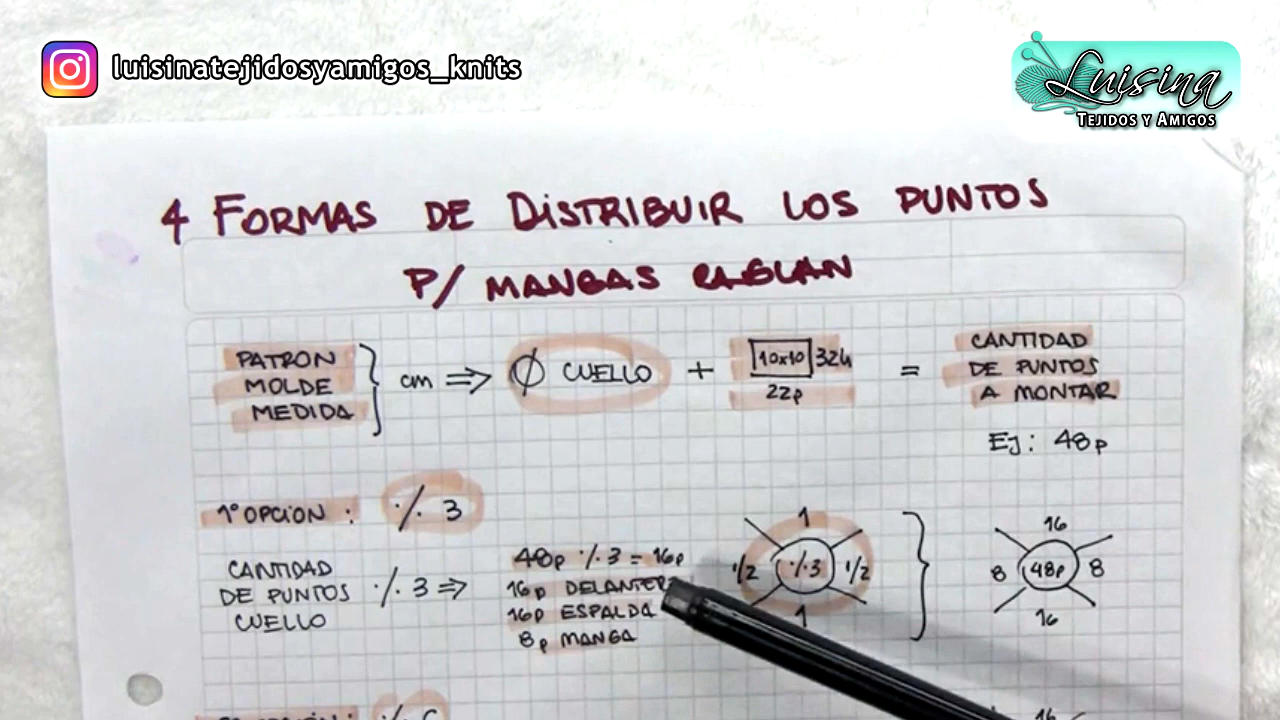 luisinatejidosyamigos_knits
Luisina
TEJIDOS Y AMIGOS
4 FORMAS DE DISTRIBUIR LOS PUNTOS
P/ MANGAS RAGLAN
PATRON
MOLDE
MEDIDA
cm ⇒ Ø CUELLO + 10x10 32h
22p
= CANTIDAD
DE PUNTOS
A MONTAR
EJ: 48p
1° OPCION : ·/. 3
CANTIDAD
DE PUNTOS
CUELLO
·/. 3 ⇒
48p ·/. 3 = 16p
16p DELANTER
16p ESPALDA
8p MANGA
1
1/2 ·/.3 1/2
1
16
8 48p 8
16
16